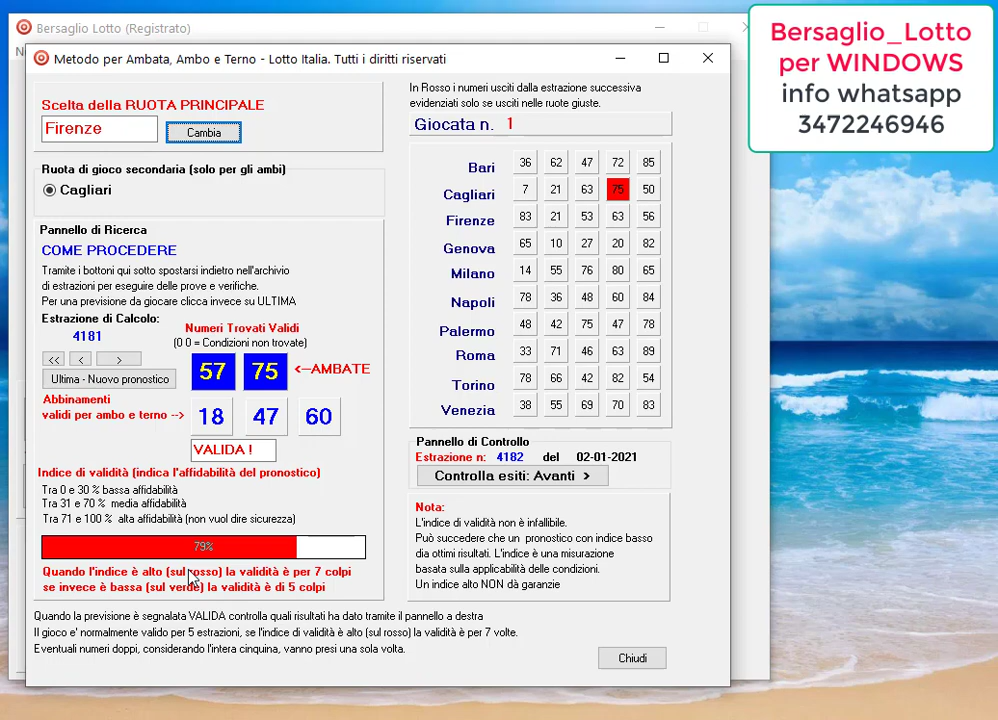 Bersaglio Lotto (Registrato)
Metodo per Ambata, Ambo e Terno - Lotto Italia. Tutti i diritti riservati
Bersaglio_Lotto
per WINDOWS
info whatsapp
3472246946
Scelta della RUOTA PRINCIPALE
Firenze
Cambia
Ruota di gioco secondaria (solo per gli ambi)
Cagliari
Pannello di Ricerca
COME PROCEDERE
Tramite i bottoni qui sotto spostarsi indietro nell'archivio
di estrazioni per eseguire delle prove e verifiche.
Per una previsione da giocare clicca invece su ULTIMA
Estrazione di Calcolo:
4181
<< < >
Ultima - Nuovo pronostico
Numeri Trovati Validi
(0 0 = Condizioni non trovate)
57 75 <--AMBATE
Abbinamenti
validi per ambo e terno -->
18 47 60
VALIDA !
Indice di validità (indica l'affidabilità del pronostico)
Tra 0 e 30 % bassa affidabilità
Tra 31 e 70 % media affidabilità
Tra 71 e 100 % alta affidabilità (non vuol dire sicurezza)
79%
Quando l'indice è alto (sul rosso) la validità è per 7 colpi
se invece è bassa (sul verde) la validità è di 5 colpi
In Rosso i numeri usciti dalla estrazione successiva
evidenziati solo se usciti nelle ruote giuste.
Giocata n. 1
Bari 36 62 47 72 85
Cagliari 7 21 63 75 50
Firenze 83 21 53 63 56
Genova 65 10 27 20 82
Milano 14 55 76 80 65
Napoli 78 36 48 60 84
Palermo 48 42 75 47 78
Roma 33 71 46 63 89
Torino 78 66 42 82 54
Venezia 38 55 69 70 83
Pannello di Controllo
Estrazione n: 4182 del 02-01-2021
Controlla esiti: Avanti >
Nota:
L'indice di validità non è infallibile.
Può succedere che un pronostico con indice basso
dia ottimi risultati. L'indice è una misurazione
basata sulla applicabilità delle condizioni.
Un indice alto NON dà garanzie
Quando la previsione è segnalata VALIDA controlla quali risultati ha dato tramite il pannello a destra
Il gioco e' normalmente valido per 5 estrazioni, se l'indice di validità è alto (sul rosso) la validità è per 7 volte.
Eventuali numeri doppi, considerando l'intera cinquina, vanno presi una sola volta.
Chiudi